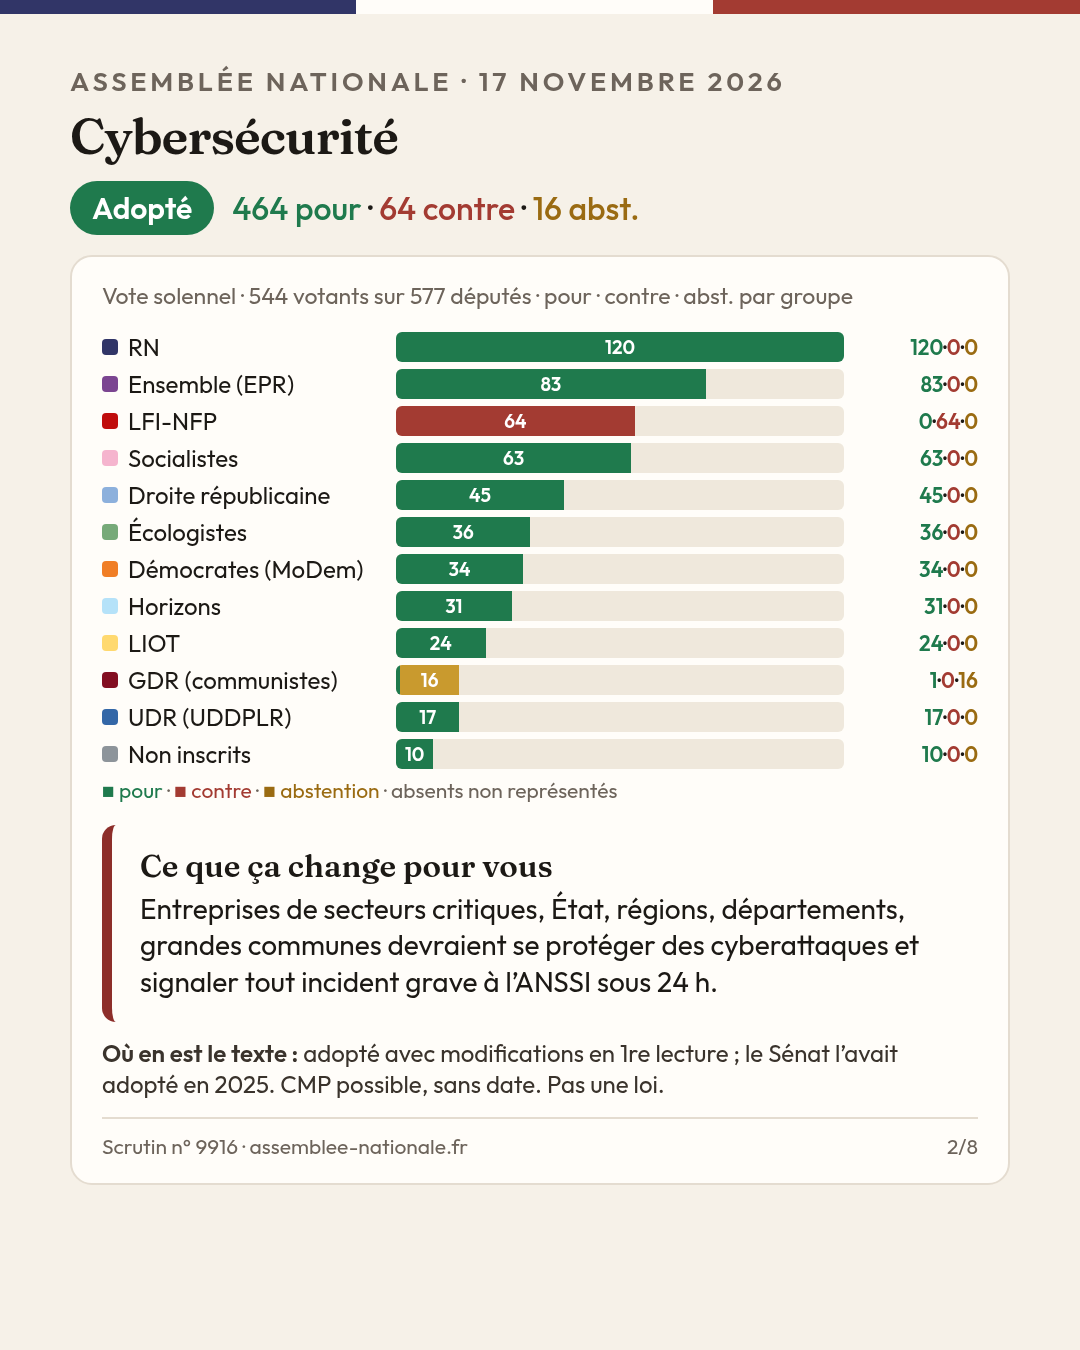 ASSEMBLÉE NATIONALE · 17 NOVEMBRE 2026
Cybersécurité
Adopté 464 pour · 64 contre · 16 abst.
Vote solennel · 544 votants sur 577 députés · pour · contre · abst. par groupe
RN 120 120·0·0
Ensemble (EPR) 83 83·0·0
LFI-NFP 64 0·64·0
Socialistes 63 63·0·0
Droite républicaine 45 45·0·0
Écologistes 36 36·0·0
Démocrates (MoDem) 34 34·0·0
Horizons 31 31·0·0
LIOT 24 24·0·0
GDR (communistes) 16 1·0·16
UDR (UDDPLR) 17 17·0·0
Non inscrits 10 10·0·0
■ pour · ■ contre · ■ abstention · absents non représentés
Ce que ça change pour vous
Entreprises de secteurs critiques, État, régions, départements,
grandes communes devraient se protéger des cyberattaques et
signaler tout incident grave à l’ANSSI sous 24 h.
Où en est le texte : adopté avec modifications en 1re lecture ; le Sénat l’avait
adopté en 2025. CMP possible, sans date. Pas une loi.
Scrutin n° 9916 · assemblee-nationale.fr 2/8